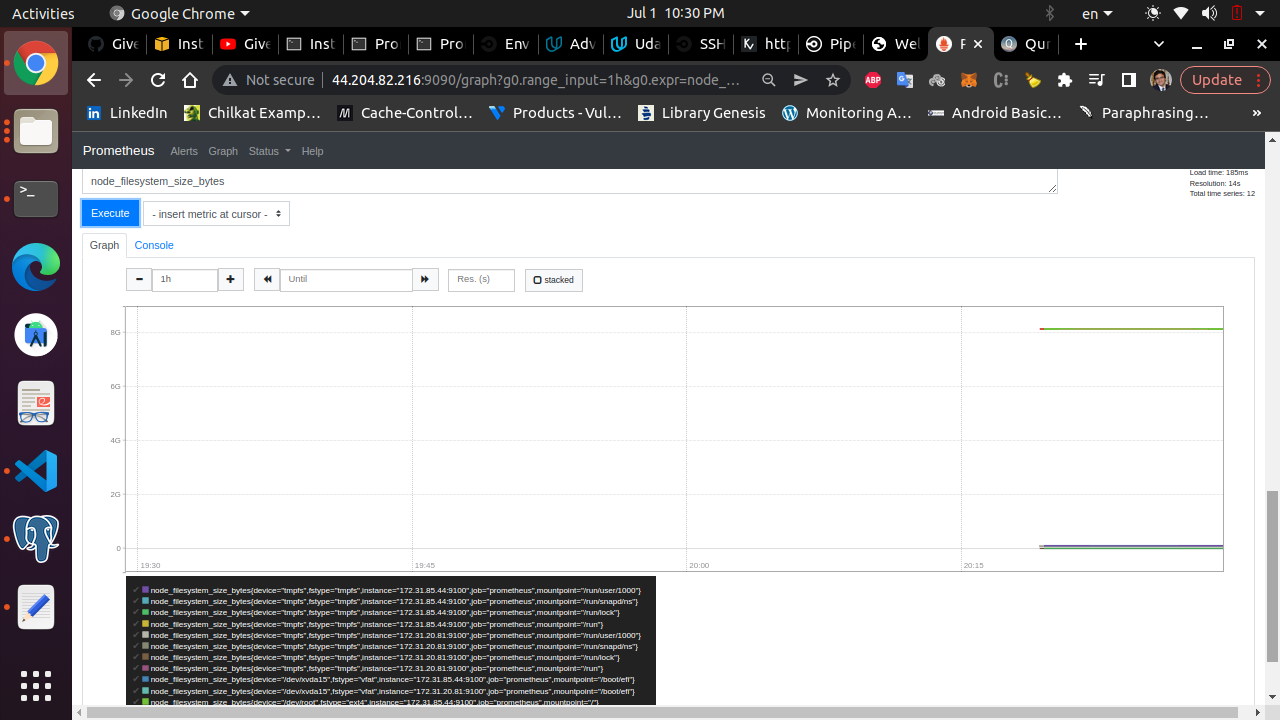 Activities
Google Chrome
Jul 1 10:30 PM
en
Give
Inst
Give
Inst
Pro
Pro
Env
Adv
Uda
SSH
http
Pipe
Wel
F
Qur
Not secure
44.204.82.216:9090/graph?g0.range_input=1h&g0.expr=node_...
Update
LinkedIn
Chilkat Examp...
Cache-Control...
Products - Vul...
Library Genesis
Monitoring A...
Android Basic...
Paraphrasing...
»
Prometheus
Alerts
Graph
Status
Help
node_filesystem_size_bytes
Load time: 185ms
Resolution: 14s
Total time series: 12
Execute
- insert metric at cursor -
Graph
Console
1h
Until
Res. (s)
stacked
8G
6G
4G
2G
0
19:30
19:45
20:00
20:15
node_filesystem_size_bytes{device="tmpfs",fstype="tmpfs",instance="172.31.85.44:9100",job="prometheus",mountpoint="/run/user/1000"}
node_filesystem_size_bytes{device="tmpfs",fstype="tmpfs",instance="172.31.85.44:9100",job="prometheus",mountpoint="/run/snapd/ns"}
node_filesystem_size_bytes{device="tmpfs",fstype="tmpfs",instance="172.31.85.44:9100",job="prometheus",mountpoint="/run/lock"}
node_filesystem_size_bytes{device="tmpfs",fstype="tmpfs",instance="172.31.85.44:9100",job="prometheus",mountpoint="/run"}
node_filesystem_size_bytes{device="tmpfs",fstype="tmpfs",instance="172.31.20.81:9100",job="prometheus",mountpoint="/run/user/1000"}
node_filesystem_size_bytes{device="tmpfs",fstype="tmpfs",instance="172.31.20.81:9100",job="prometheus",mountpoint="/run/snapd/ns"}
node_filesystem_size_bytes{device="tmpfs",fstype="tmpfs",instance="172.31.20.81:9100",job="prometheus",mountpoint="/run/lock"}
node_filesystem_size_bytes{device="tmpfs",fstype="tmpfs",instance="172.31.20.81:9100",job="prometheus",mountpoint="/run"}
node_filesystem_size_bytes{device="/dev/xvda15",fstype="vfat",instance="172.31.85.44:9100",job="prometheus",mountpoint="/boot/efi"}
node_filesystem_size_bytes{device="/dev/xvda15",fstype="vfat",instance="172.31.20.81:9100",job="prometheus",mountpoint="/boot/efi"}
node_filesystem_size_bytes{device="/dev/root",fstype="ext4",instance="172.31.85.44:9100",job="prometheus",mountpoint="/"}